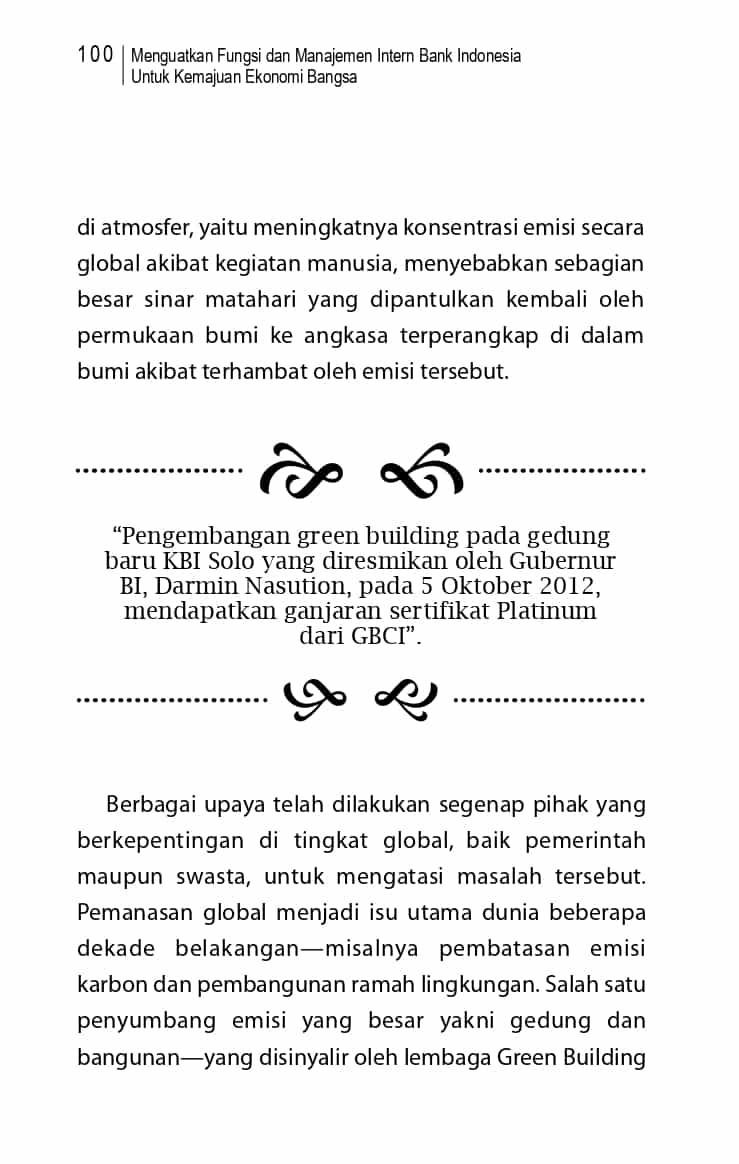 100
Menguatkan Fungsi dan Manajemen Intern Bank Indonesia
Untuk Kemajuan Ekonomi Bangsa
di atmosfer, yaitu meningkatnya konsentrasi emisi secara
global akibat kegiatan manusia, menyebabkan sebagian
besar sinar matahari yang dipantulkan kembali oleh
permukaan bumi ke angkasa terperangkap di dalam
bumi akibat terhambat oleh emisi tersebut.
“Pengembangan green building pada gedung
baru KBI Solo yang diresmikan oleh Gubernur
BI, Darmin Nasution, pada 5 Oktober 2012,
mendapatkan ganjaran sertifikat Platinum
dari GBCI”.
Berbagai upaya telah dilakukan segenap pihak yang
berkepentingan di tingkat global, baik pemerintah
maupun swasta, untuk mengatasi masalah tersebut.
Pemanasan global menjadi isu utama dunia beberapa
dekade belakangan—misalnya pembatasan emisi
karbon dan pembangunan ramah lingkungan. Salah satu
penyumbang emisi yang besar yakni gedung dan
bangunan—yang disinyalir oleh lembaga Green Building